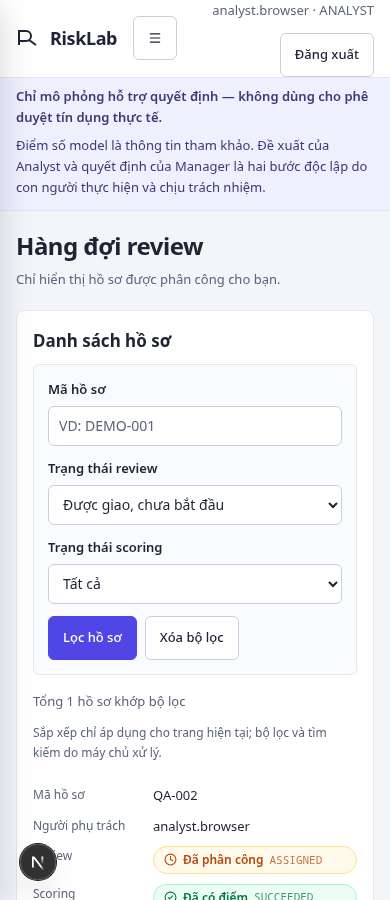 analyst.browser · ANALYST
RiskLab
Đăng xuất
Chỉ mô phỏng hỗ trợ quyết định — không dùng cho phê
duyệt tín dụng thực tế.
Điểm số model là thông tin tham khảo. Đề xuất của
Analyst và quyết định của Manager là hai bước độc lập do
con người thực hiện và chịu trách nhiệm.
Hàng đợi review
Chỉ hiển thị hồ sơ được phân công cho bạn.
Danh sách hồ sơ
Mã hồ sơ
VD: DEMO-001
Trạng thái review
Được giao, chưa bắt đầu
Trạng thái scoring
Tất cả
Lọc hồ sơ
Xóa bộ lọc
Tổng 1 hồ sơ khớp bộ lọc
Sắp xếp chỉ áp dụng cho trang hiện tại; bộ lọc và tìm
kiếm do máy chủ xử lý.
Mã hồ sơ QA-002
Người phụ trách analyst.browser
Đã phân công ASSIGNED
Scoring Đã có điểm SUCCEEDED